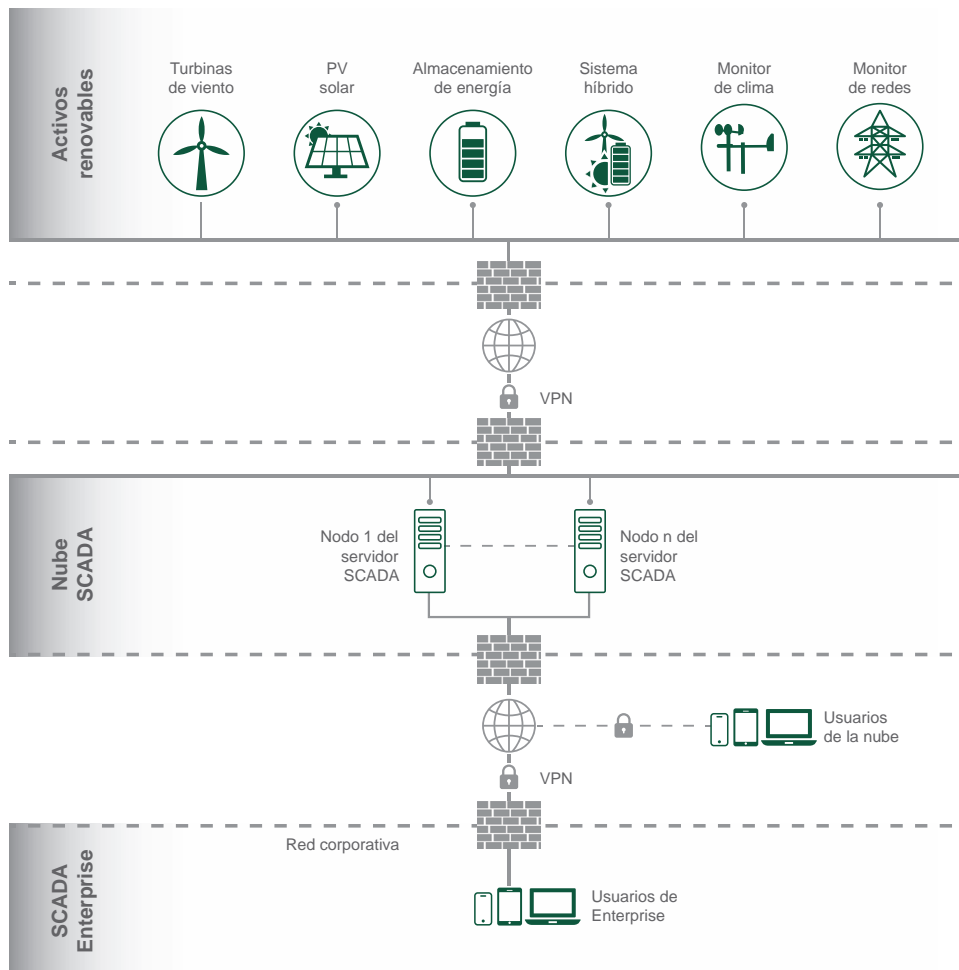 Activos
renovables
Turbinas
de viento
PV
solar
Almacenamiento
de energía
Sistema
híbrido
Monitor
de clima
Monitor
de redes
VPN
Nube
SCADA
Nodo 1 del
servidor
SCADA
Nodo n del
servidor
SCADA
Usuarios
de la nube
VPN
SCADA
Enterprise
Red corporativa
Usuarios de
Enterprise